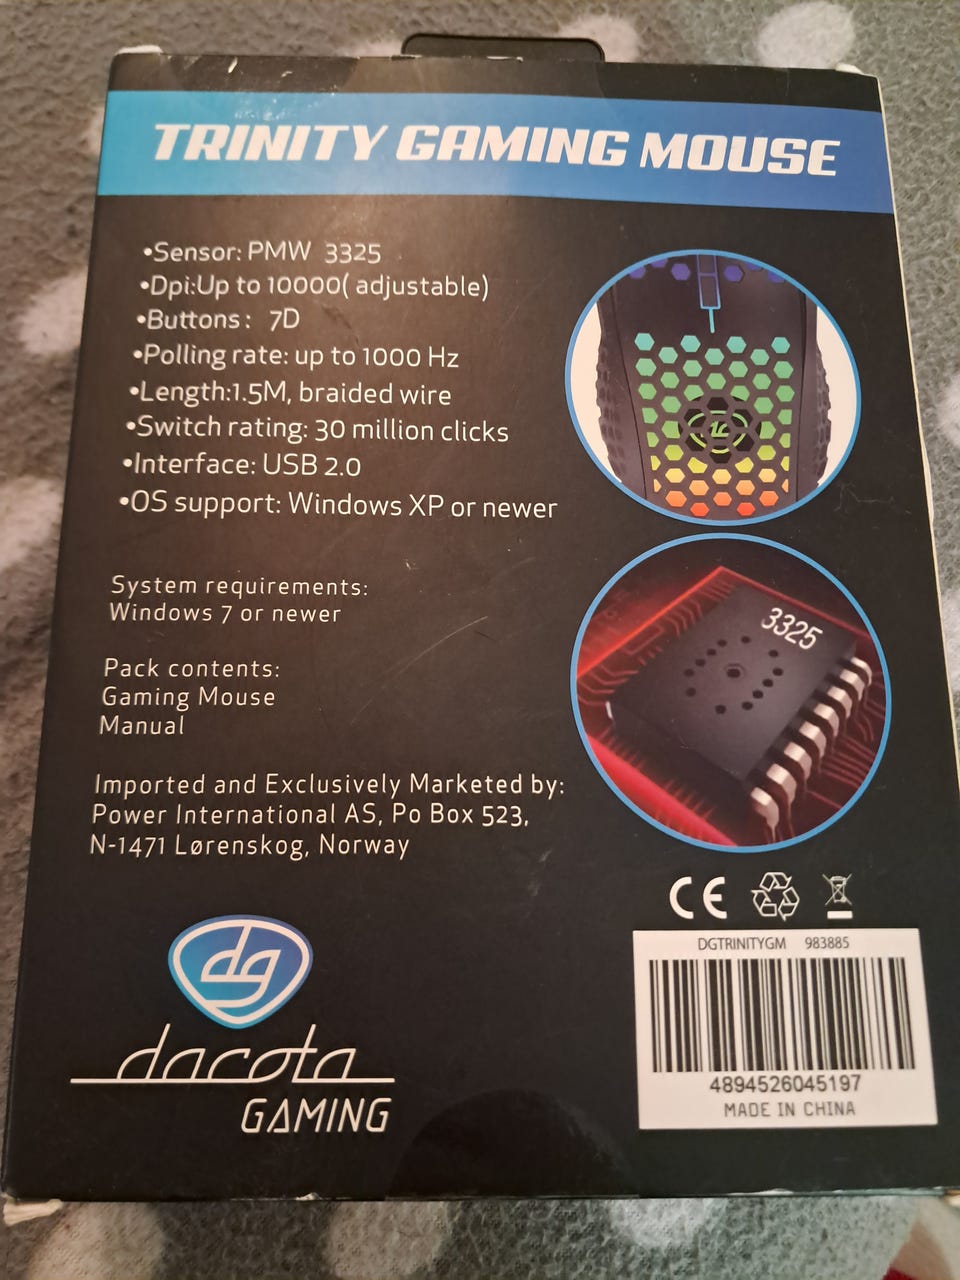 TRINITY GAMING MOUSE
•Sensor: PMW 3325
•Dpi:Up to 10000( adjustable)
•Buttons: 7D
•Polling rate: up to 1000 Hz
•Length:1.5M, braided wire
•Switch rating: 30 million clicks
•Interface: USB 2.0
•OS support: Windows XP or newer
System requirements:
Windows 7 or newer
Pack contents:
Gaming Mouse
Manual
Imported and Exclusively Marketed by:
Power International AS, Po Box 523,
N-1471 Lørenskog, Norway
3325
CE
dg
dacota
GAMING
DGTRINITYGM 983885
4894526045197
MADE IN CHINA